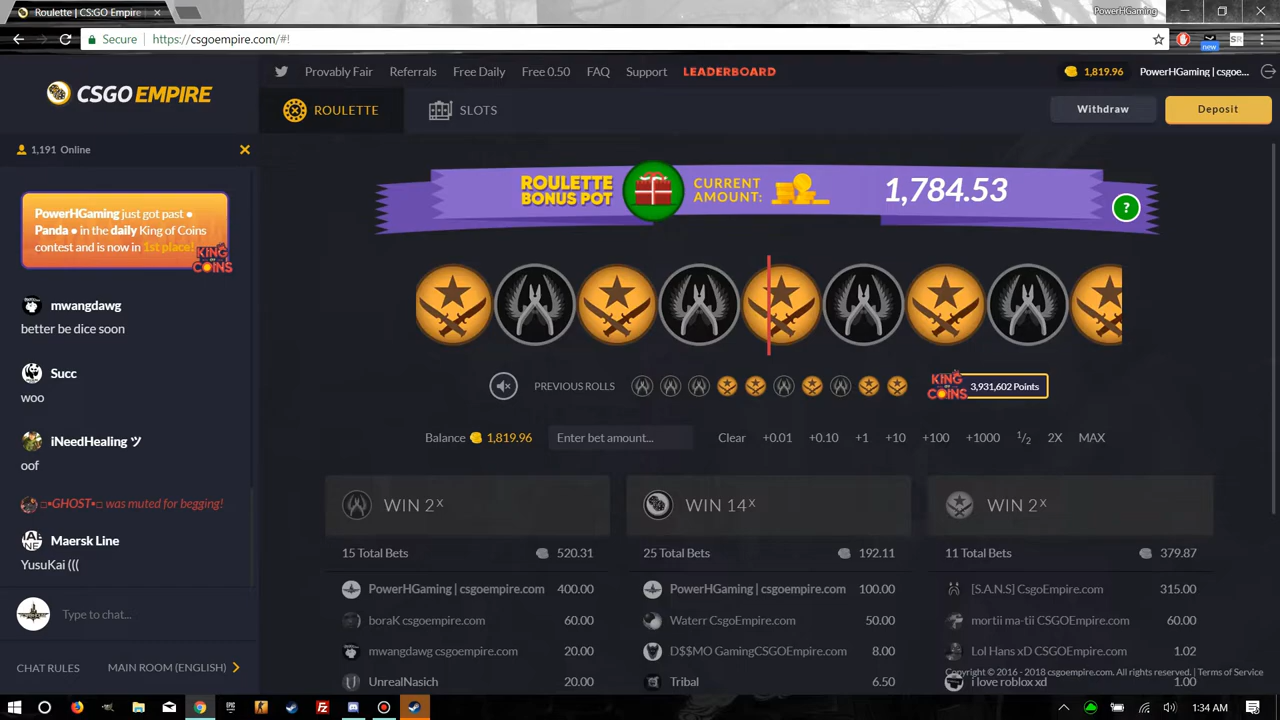 Roulette | CS:GO Empire
PowerHGaming
Secure
https://csgoempire.com/#!
new
SR
CSGOEMPIRE
Provably Fair
Referrals
Free Daily
Free 0.50
FAQ
Support
LEADERBOARD
1,819.96
PowerHGaming | csgoe...
ROULETTE
SLOTS
Withdraw
Deposit
1,191 Online
PowerHGaming just got past ●
Panda ● in the daily King of Coins
contest and is now in 1st place!
KING
OF
COINS
mwangdawg
better be dice soon
Succ
woo
iNeedHealing ツ
oof
□•GHOST•□ was muted for begging!
Maersk Line
YusuKai (((
Type to chat...
CHAT RULES
MAIN ROOM (ENGLISH)
ROULETTE
BONUS POT
CURRENT
AMOUNT:
1,784.53
?
PREVIOUS ROLLS
KING
OF
COINS
3,931,602 Points
Balance
1,819.96
Enter bet amount...
Clear
+0.01
+0.10
+1
+10
+100
+1000
1/2
2X
MAX
WIN 2X
15 Total Bets
520.31
PowerHGaming | csgoempire.com
400.00
boraK csgoempire.com
60.00
mwangdawg csgoempire.com
20.00
UnrealNasich
20.00
WIN 14X
25 Total Bets
192.11
PowerHGaming | csgoempire.com
100.00
Waterr CsgoEmpire.com
50.00
D$$MO GamingCSGOEmpire.com
8.00
Tribal
6.50
WIN 2X
11 Total Bets
379.87
[S.A.N.S] CsgoEmpire.com
315.00
mortii ma-tii CSGOEmpire.com
60.00
Lol Hans xD CSGOEmpire.com
1.02
Copyright © 2016 - 2018 csgoempire.com. All rights reserved. | Terms of Service
i love roblox xd
1.00
1:34 AM